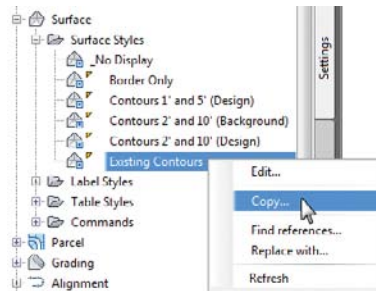 Surface
Surface Styles
_No Display
Border Only
Contours 1' and 5' (Design)
Contours 2' and 10' (Background)
Contours 2' and 10' (Design)
Existing Contours
Label Styles
Table Styles
Commands
Parcel
Grading
Alignment
Settings
Edit...
Copy...
Find references...
Replace with...
Refresh